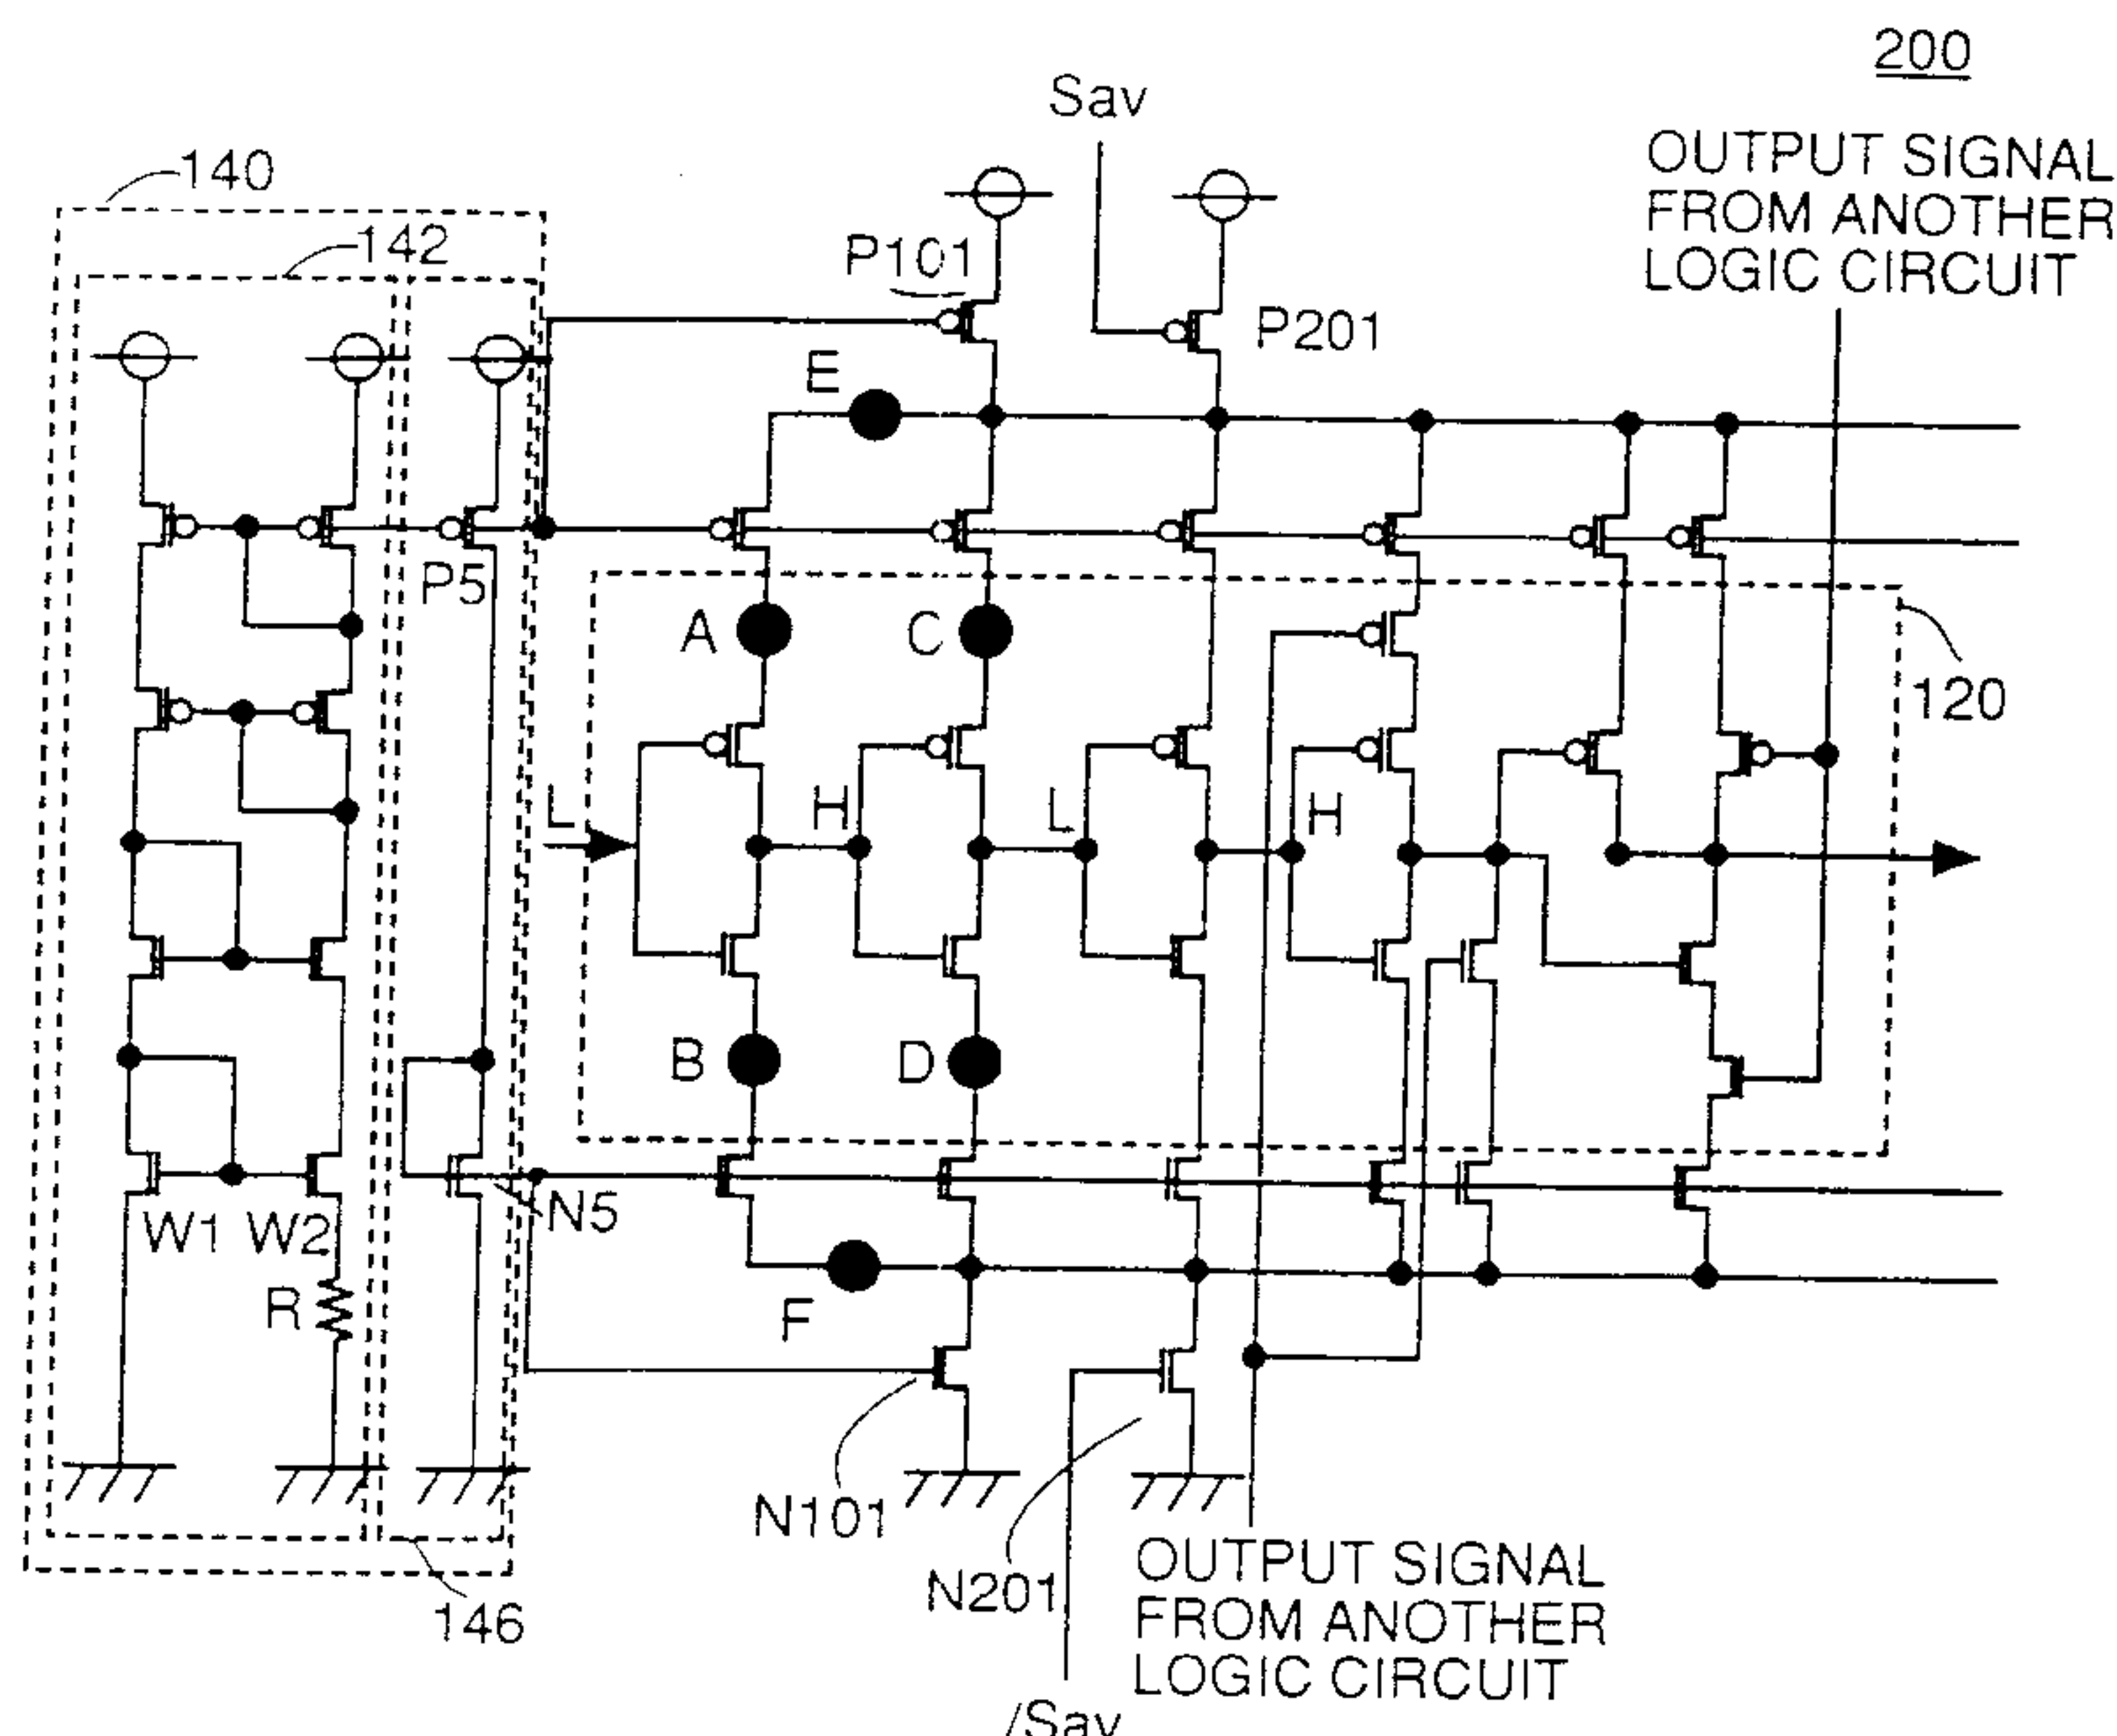 200
Sav
OUTPUT SIGNAL
FROM ANOTHER
LOGIC CIRCUIT
140
142
P101
P201
E
P5
A
C
120
L
H
L
H
B
D
N5
W1
W2
R
F
N101
N201
146
OUTPUT SIGNAL
FROM ANOTHER
LOGIC CIRCUIT
/Sav